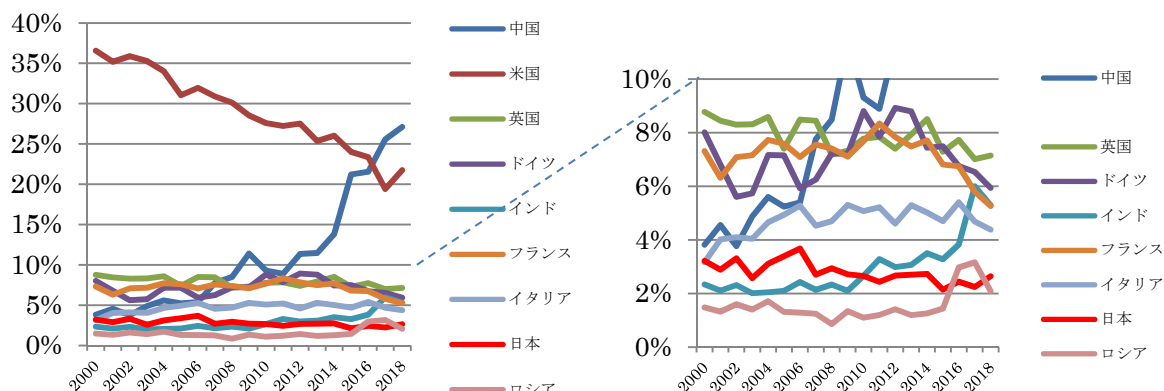 40%
35%
30%
25%
20%
15%
10%
5%
0%
2000
2002
2004
2006
2008
2010
2012
2014
2016
2018
中国
米国
英国
ドイツ
インド
フランス
イタリア
日本
ロシア
10%
8%
6%
4%
2%
0%
2000
2002
2004
2006
2008
2010
2012
2014
2016
2018
中国
英国
ドイツ
インド
フランス
イタリア
日本
ロシア